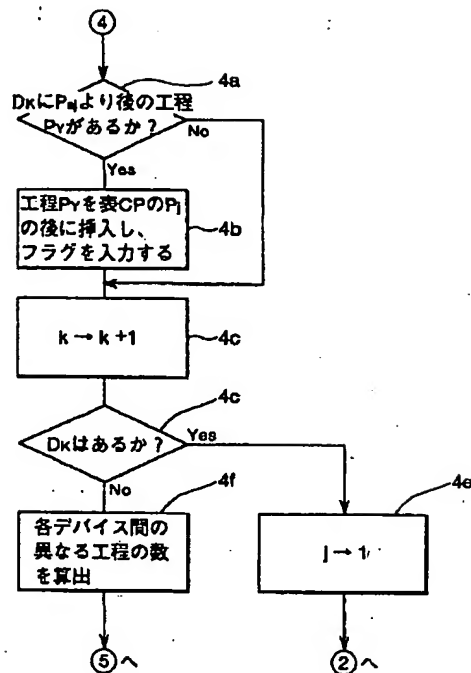 ④
4a
DKにPajより後の工程
PYがあるか？
No
Yes
工程PYを表CPのPj
の後に挿入し、
フラグを入力する
4b
k → k +1
4c
4c
DKはあるか？
Yes
No
4f
各デバイス間の
異なる工程の数
を算出
4e
j → 1
⑤へ
②へ